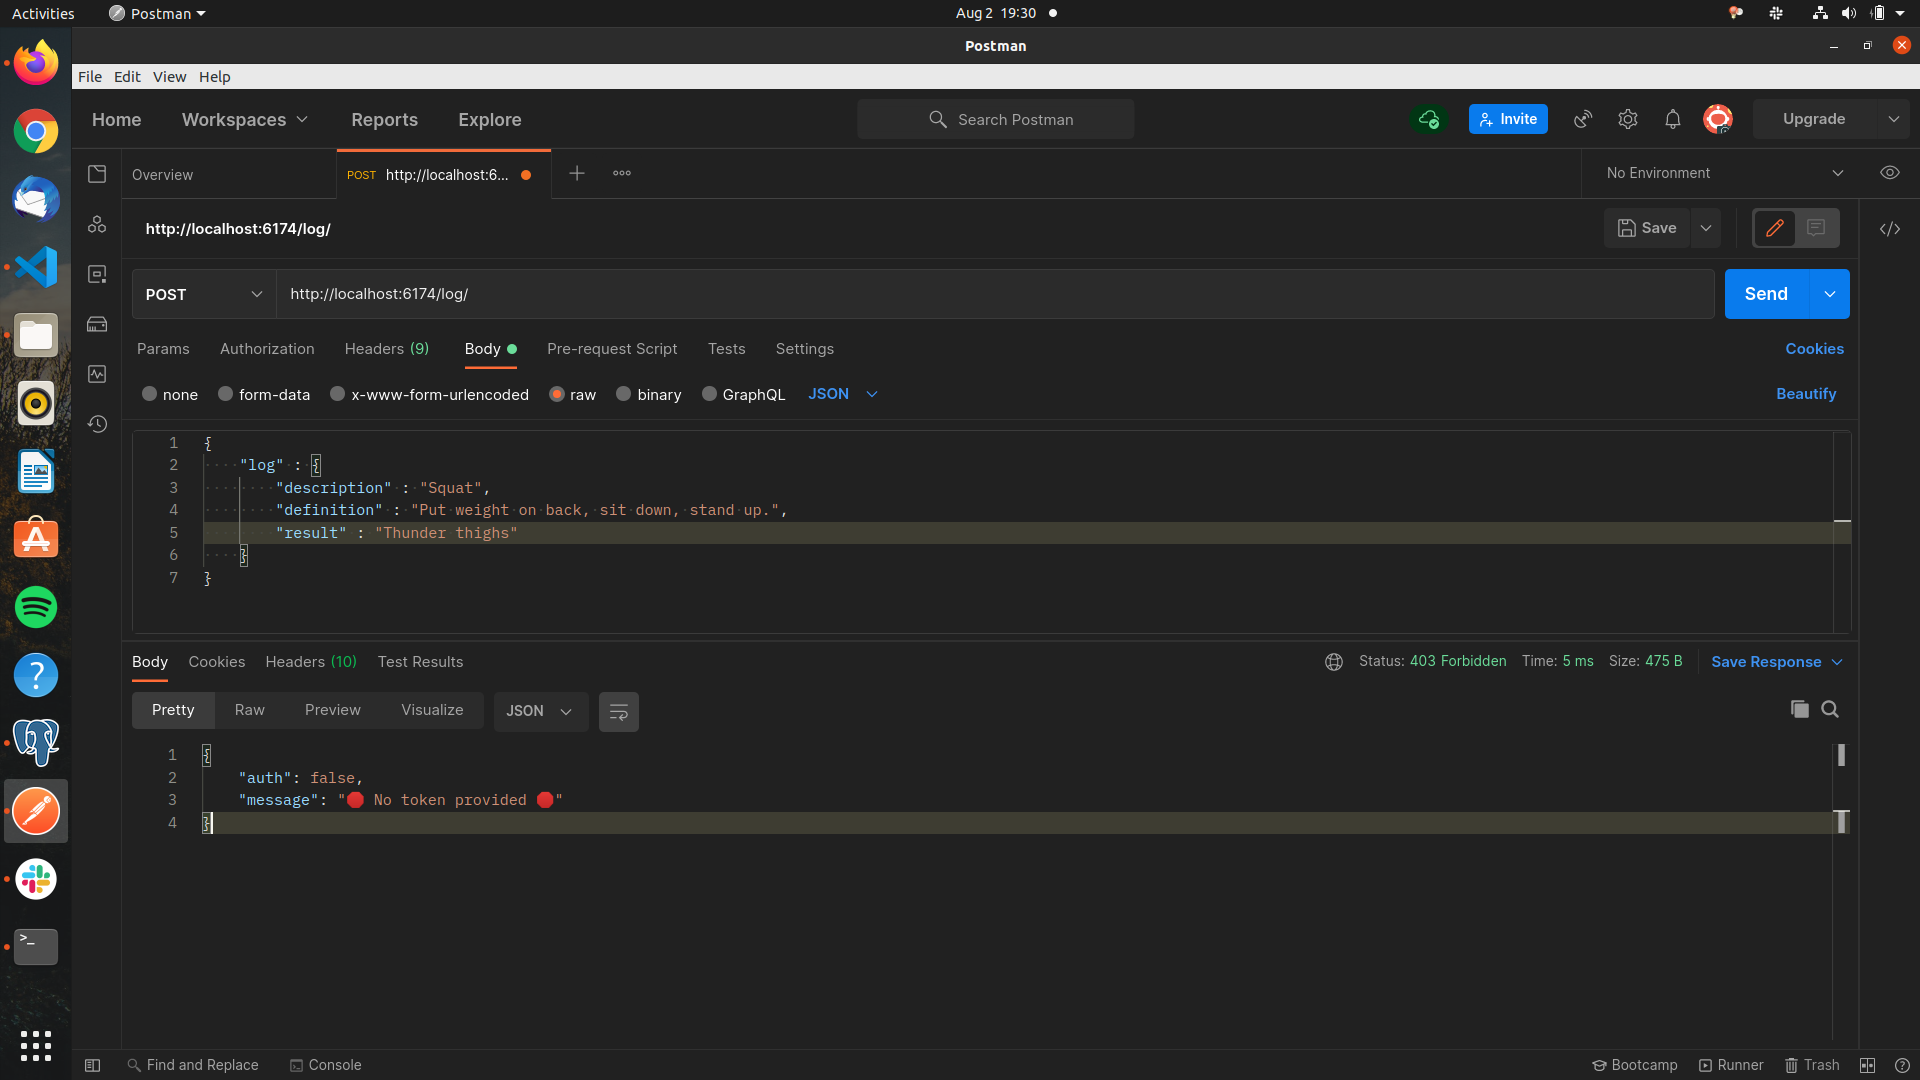 Activities Postman Aug 2 19:30
Postman
File Edit View Help
Home Workspaces Reports Explore Search Postman Invite Upgrade
Overview POST http://localhost:6... No Environment
http://localhost:6174/log/ Save
POST http://localhost:6174/log/ Send
Params Authorization Headers (9) Body Pre-request Script Tests Settings Cookies
none form-data x-www-form-urlencoded raw binary GraphQL JSON Beautify
1 {
2 "log" : {
3 "description" : "Squat",
4 "definition" : "Put weight on back, sit down, stand up.",
5 "result" : "Thunder thighs"
6 }
7 }
Body Cookies Headers (10) Test Results Status: 403 Forbidden Time: 5 ms Size: 475 B Save Response
Pretty Raw Preview Visualize JSON
1 {
2 "auth": false,
3 "message": "🛑 No token provided 🛑"
4 }
Find and Replace Console Bootcamp Runner Trash